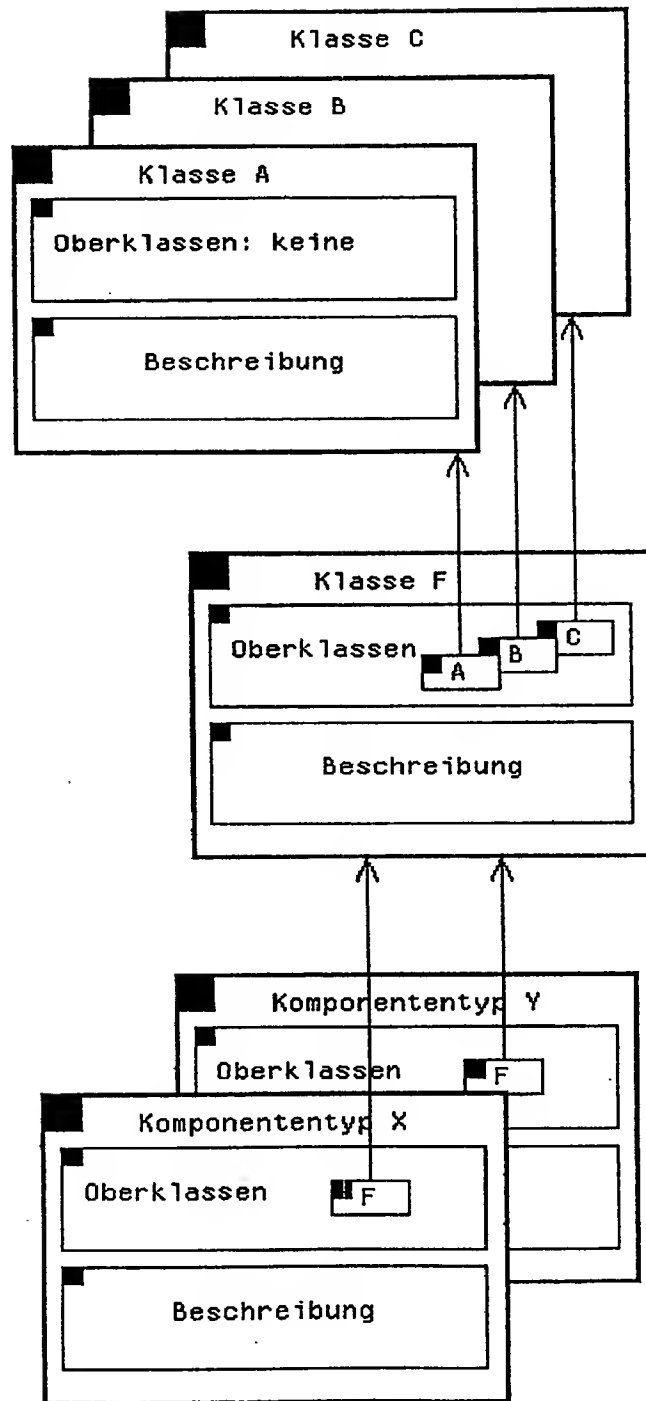 Klasse C
Klasse B
Klasse A
Oberklassen: keine
Beschreibung
Klasse F
Oberklassen
A
B
C
Beschreibung
Komponententyp Y
Oberklassen
F
Komponententyp X
Oberklassen
F
Beschreibung